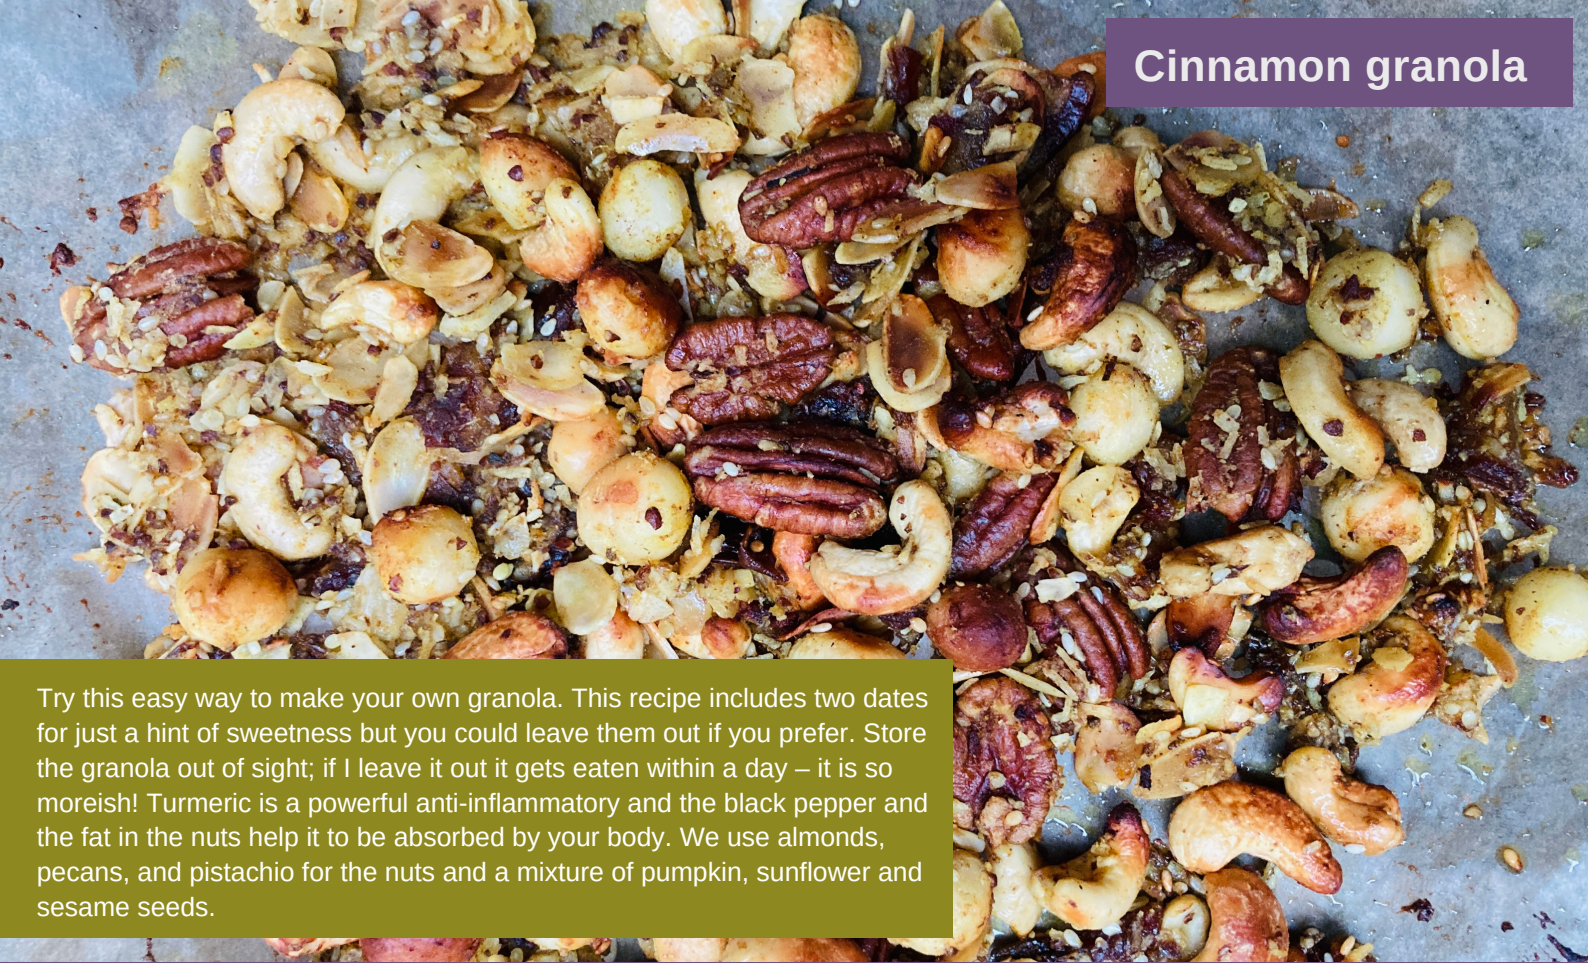 Cinnamon granola
Try this easy way to make your own granola. This recipe includes two dates
for just a hint of sweetness but you could leave them out if you prefer. Store
the granola out of sight; if I leave it out it gets eaten within a day – it is so
moreish! Turmeric is a powerful anti-inflammatory and the black pepper and
the fat in the nuts help it to be absorbed by your body. We use almonds,
pecans, and pistachio for the nuts and a mixture of pumpkin, sunflower and
sesame seeds.